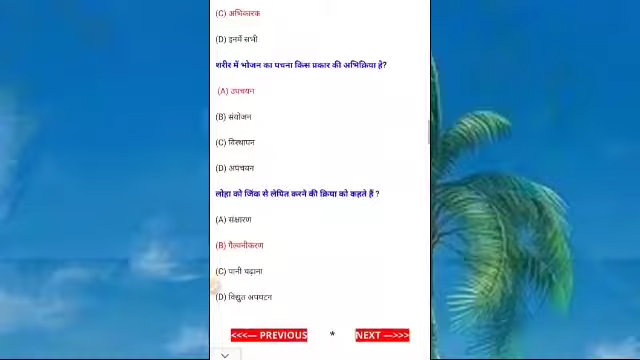 (C) अभिकारक
(D) इनमें सभी
शरीर में भोजन का पचना किस प्रकार की अभिक्रिया है?
(A) उपचयन
(B) संयोजन
(C) विस्थापन
(D) अपचयन
लोहा को जिंक से लेपित करने की क्रिया को कहते हैं ?
(A) संक्षारण
(B) गैल्वनीकरण
(C) पानी चढ़ाना
(D) विद्युत अपघटन
<<<— PREVIOUS * NEXT —>>>